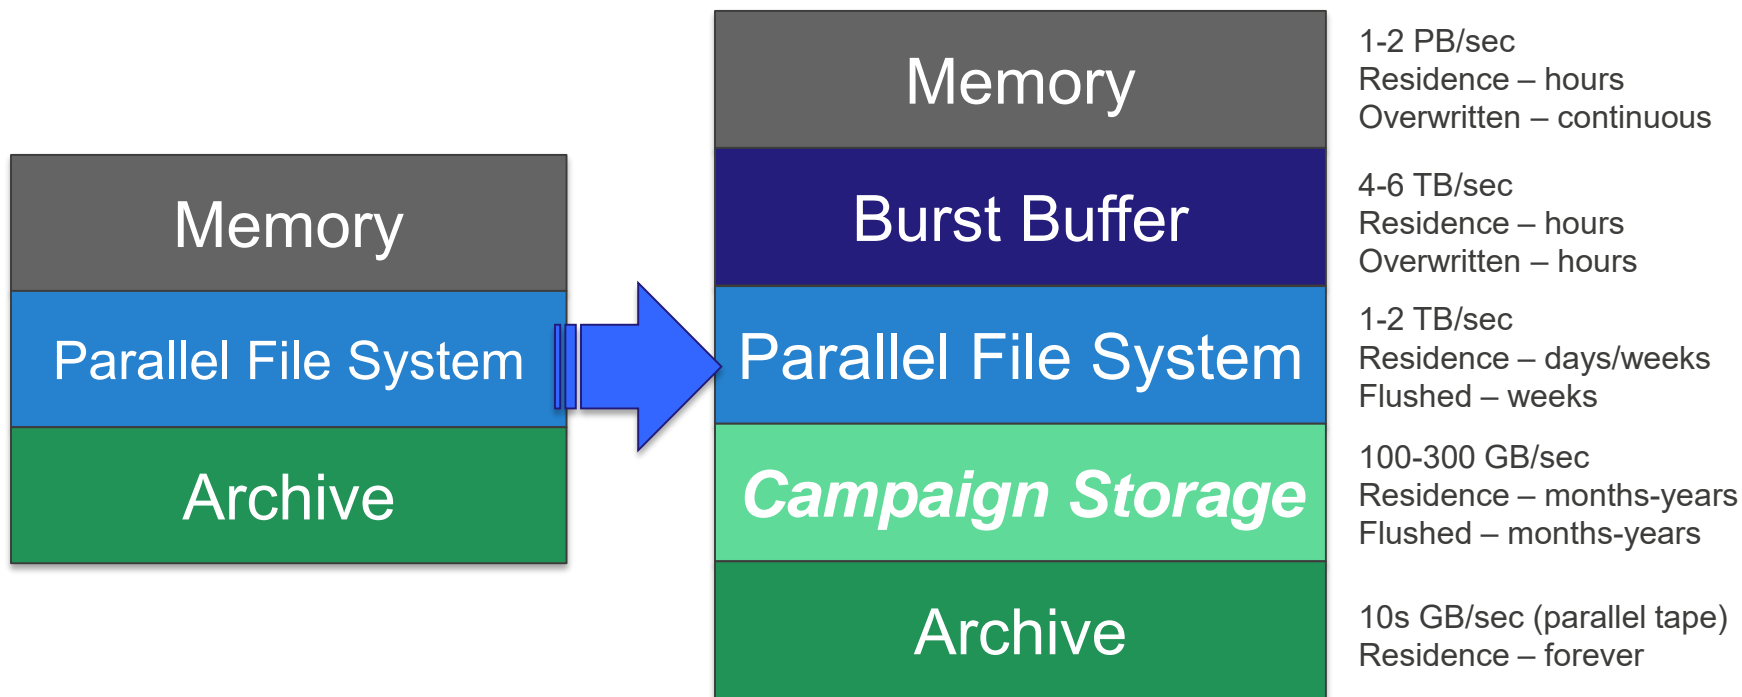 Memory
Parallel File System
Archive
Memory
Burst Buffer
Parallel File System
Campaign Storage
Archive
1-2 PB/sec
Residence – hours
Overwritten – continuous
4-6 TB/sec
Residence – hours
Overwritten – hours
1-2 TB/sec
Residence – days/weeks
Flushed – weeks
100-300 GB/sec
Residence – months-years
Flushed – months-years
10s GB/sec (parallel tape)
Residence – forever